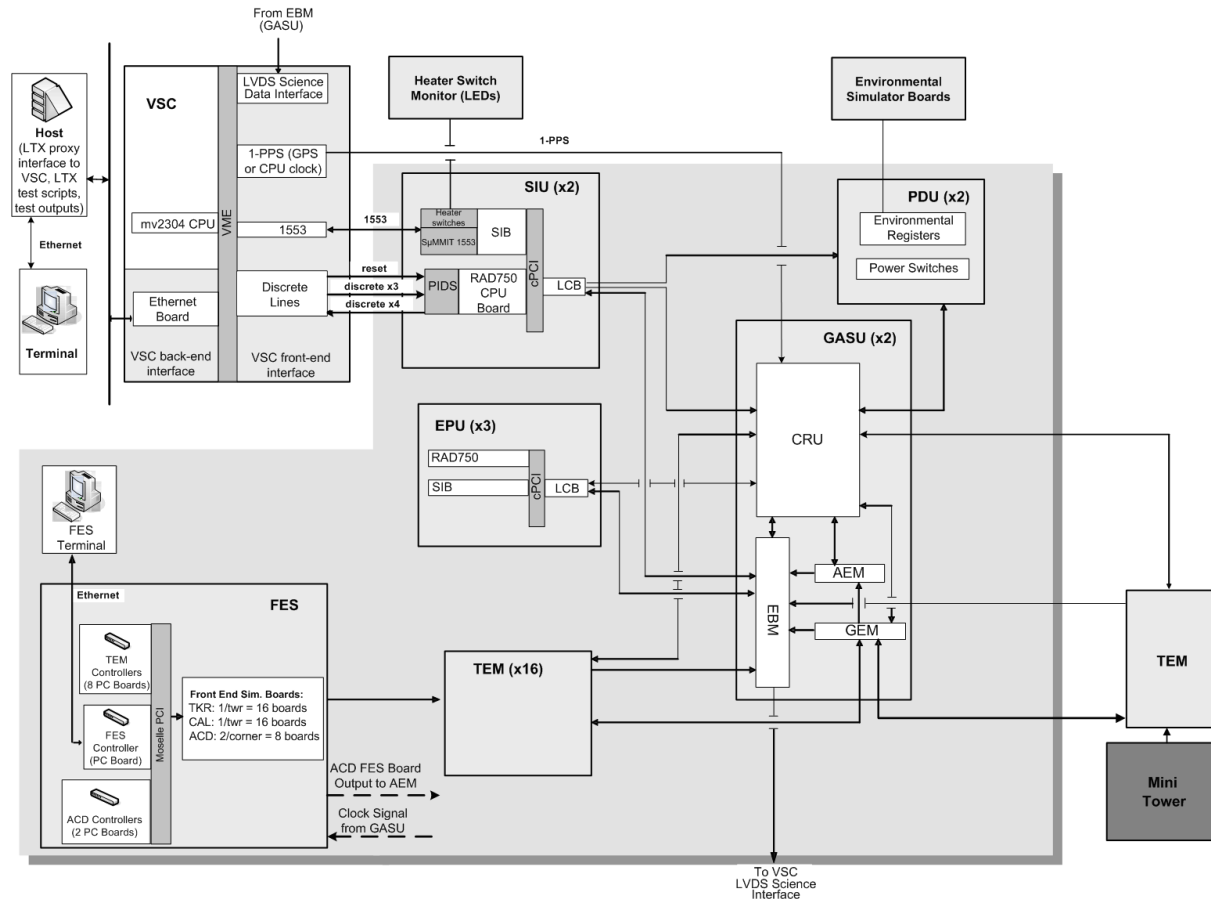 From EBM
(GASU)
Host
(LTX proxy
interface to
VSC, LTX
test scripts,
test outputs)
Ethernet
Terminal
VSC
LVDS Science
Data Interface
1-PPS (GPS
or CPU clock)
mv2304 CPU
VME
1553
Ethernet
Board
Discrete
Lines
VSC back-end
interface
VSC front-end
interface
Heater Switch
Monitor (LEDs)
Environmental
Simulator Boards
1-PPS
1553
reset
discrete x3
discrete x4
SIU (x2)
Heater
switches
SµMMIT 1553
SIB
PIDS
RAD750
CPU
Board
cPCI
LCB
PDU (x2)
Environmental
Registers
Power Switches
GASU (x2)
CRU
EBM
AEM
GEM
EPU (x3)
RAD750
SIB
cPCI
LCB
FES
Terminal
Ethernet
FES
TEM
Controllers
(8 PC Boards)
FES
Controller
(PC Board)
ACD Controllers
(2 PC Boards)
Moselle PCI
Front End Sim. Boards:
TKR: 1/twr = 16 boards
CAL: 1/twr = 16 boards
ACD: 2/corner = 8 boards
ACD FES Board
Output to AEM
Clock Signal
from GASU
TEM (x16)
TEM
Mini
Tower
To VSC
LVDS Science
Interface